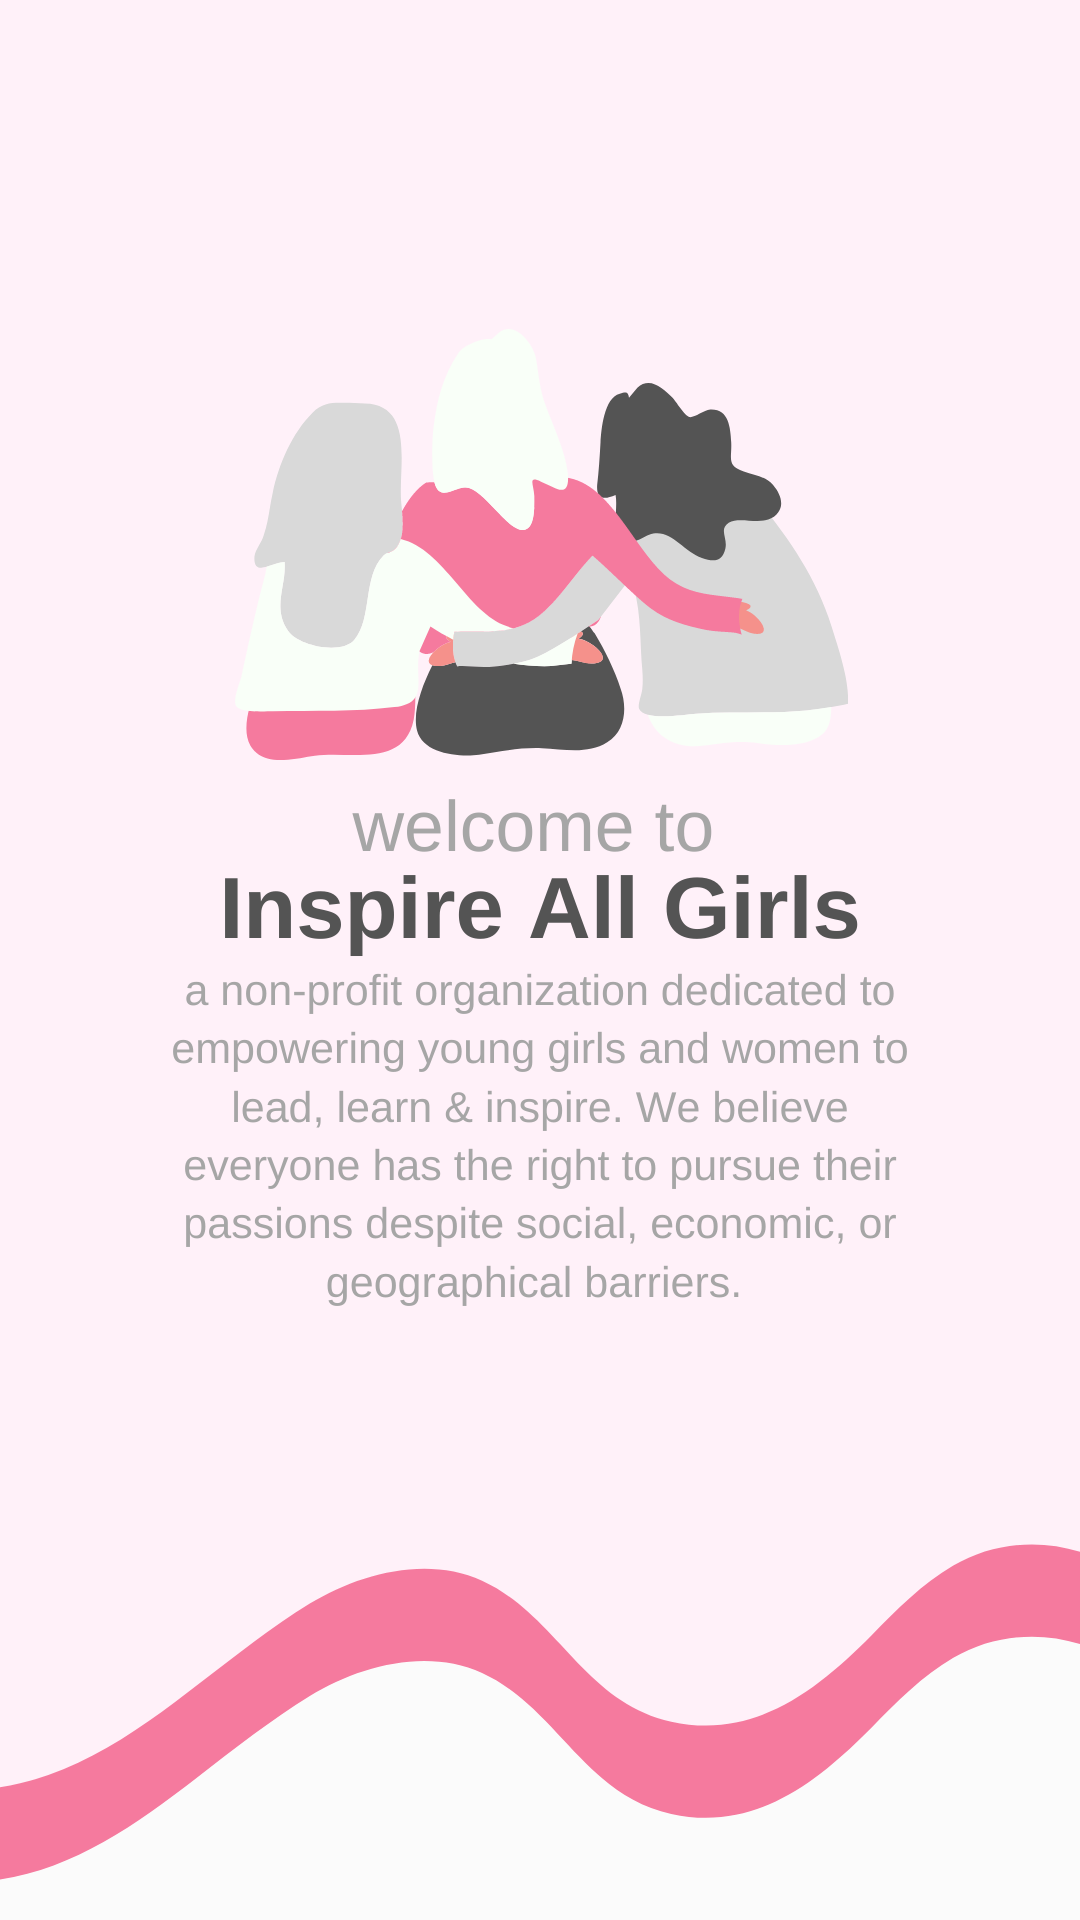 welcome to
Inspire All Girls
a non-profit organization dedicated to
empowering young girls and women to
lead, learn & inspire. We believe
everyone has the right to pursue their
passions despite social, economic, or
geographical barriers.